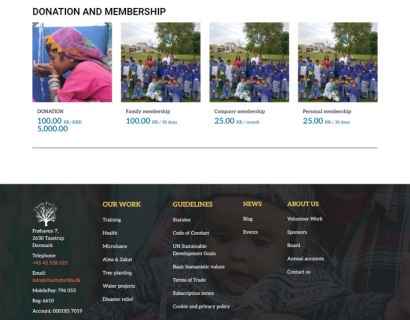 DONATION AND MEMBERSHIP
DONATION
100.00 KR.-DKK
5,000.00
Family membership
100.00 KR / 30 days
Company membership
25.00 KR / month
Personal membership
25.00 KR / 30 days
Frøhaven 7,
2630 Taastrup
Denmark
Telephone:
+45 42 528 523
Email:
info@charityforlife.dk
MobilePay: 796 053
Reg: 6610
Account: 000185 7019
OUR WORK
Training
Health
Microloans
Alms & Zakat
Tree planting
Water projects
Disaster relief
GUIDELINES
Statutes
Code of Conduct
UN Sustainable
Development Goals
Basic humanistic values
Terms of Trade
Subscription terms
Cookie and privacy policy
NEWS
Blog
Events
ABOUT US
Volunteer Work
Sponsors
Board
Annual accounts
Contact us